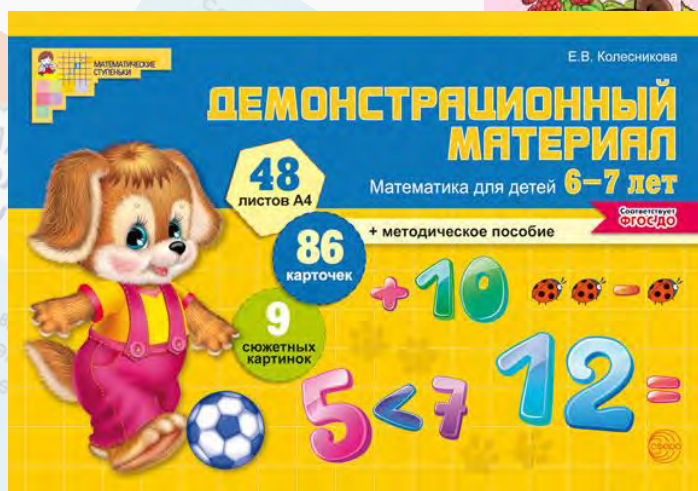 МАТЕМАТИЧЕСКИЕ
СТУПЕНЬКИ
Е.В. Колесникова
ДЕМОНСТРАЦИОННЫЙ
МАТЕРИАЛ
Математика для детей 6–7 лет
Соответствует
ФГОС ДО
+ методическое пособие
48
листов А4
86
карточек
9
сюжетных
картинок
+10
-
5<7
12=
сфера